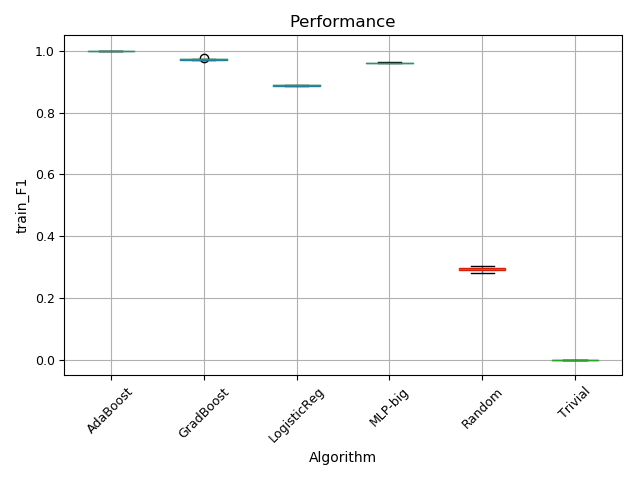 Performance
train_F1
1.0
0.8
0.6
0.4
0.2
0.0
AdaBoost
GradBoost
LogisticReg
MLP-big
Random
Trivial
Algorithm